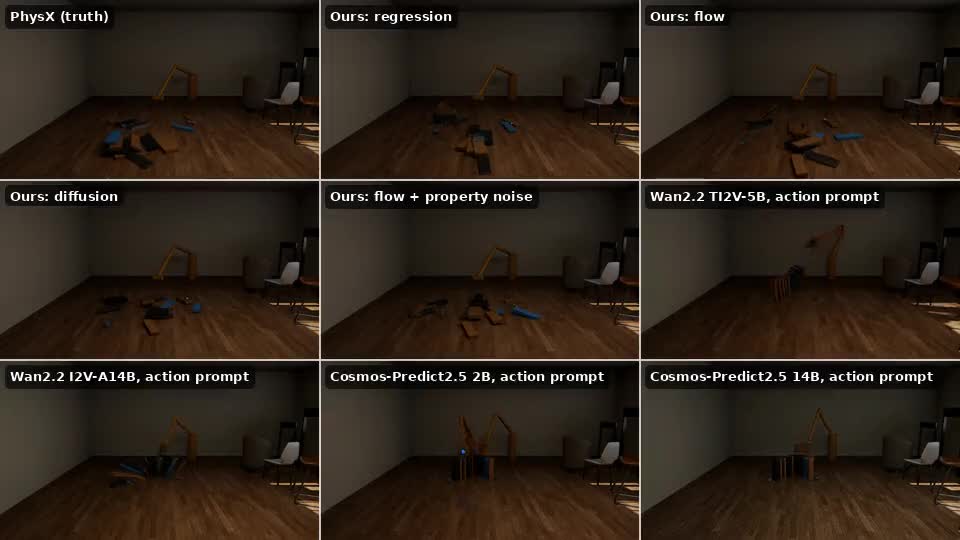 PhysX (truth)
Ours: regression
Ours: flow
Ours: diffusion
Ours: flow + property noise
Wan2.2 TI2V-5B, action prompt
Wan2.2 I2V-A14B, action prompt
Cosmos-Predict2.5 2B, action prompt
Cosmos-Predict2.5 14B, action prompt